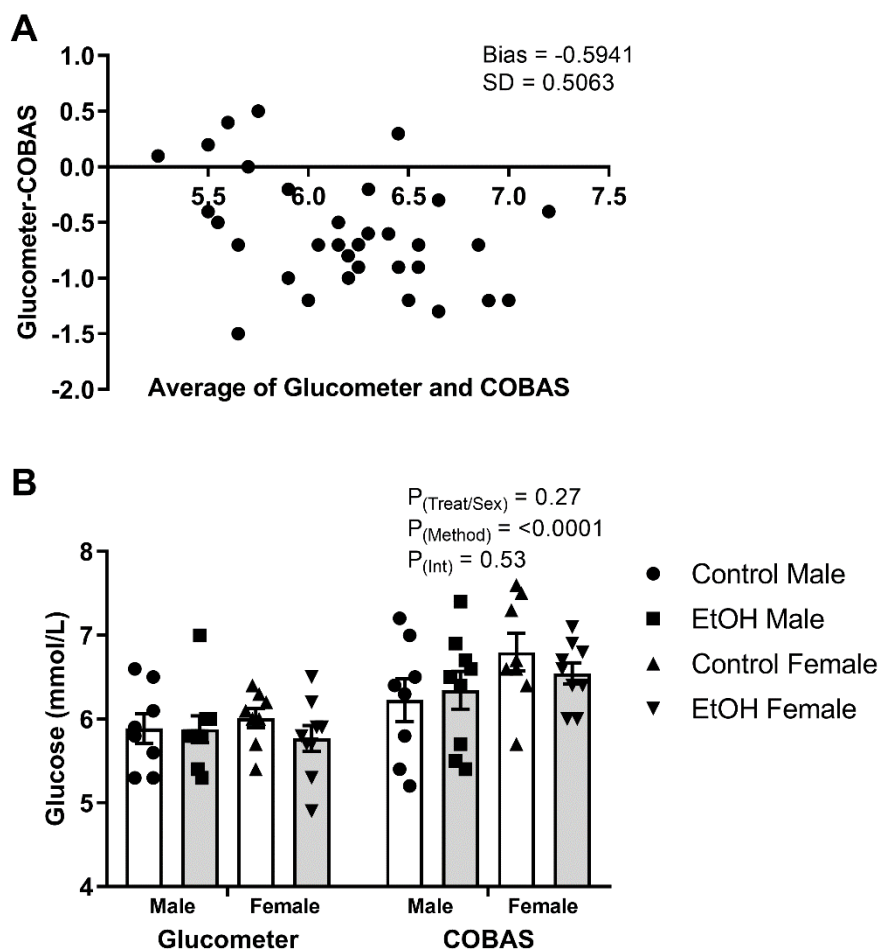 A
Bias = -0.5941
SD = 0.5063
Glucometer-COBAS
1.0
0.5
0.0
-0.5
-1.0
-1.5
-2.0
5.5 6.0 6.5 7.0 7.5
Average of Glucometer and COBAS
B
P(Treat/Sex) = 0.27
P(Method) = <0.0001
P(Int) = 0.53
Glucose (mmol/L)
8
7
6
5
4
Male Female Male Female
Glucometer COBAS
Control Male
EtOH Male
Control Female
EtOH Female